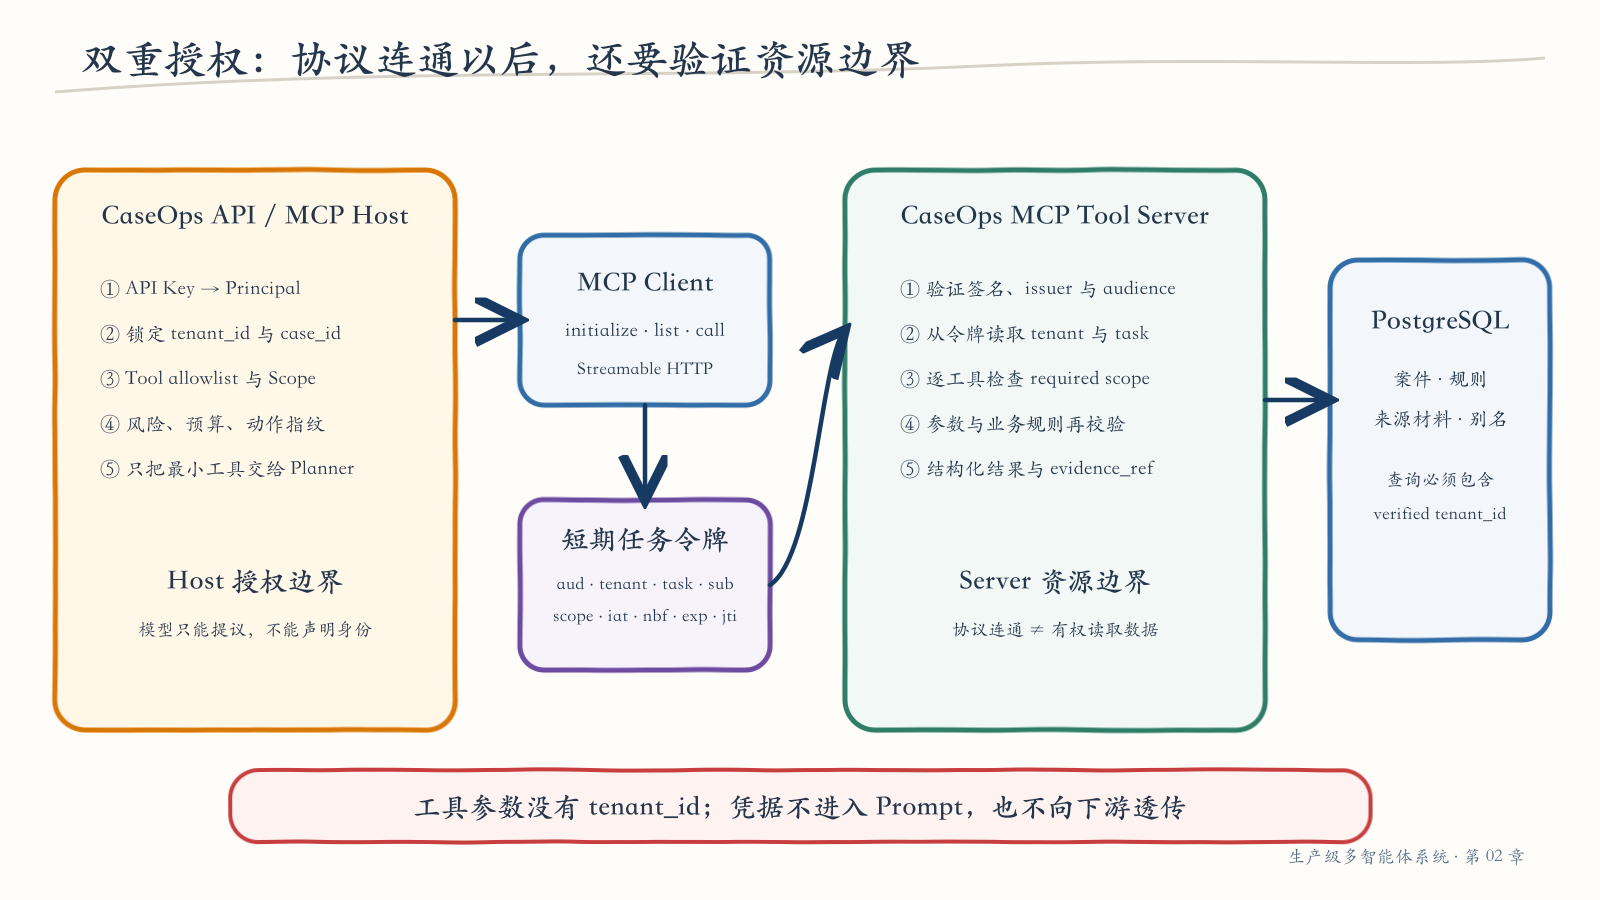 双重授权：协议连通以后，还要验证资源边界
CaseOps API / MCP Host
① API Key → Principal
② 锁定 tenant_id 与 case_id
③ Tool allowlist 与 Scope
④ 风险、预算、动作指纹
⑤ 只把最小工具交给 Planner
Host 授权边界
模型只能提议，不能声明身份
MCP Client
initialize · list · call
Streamable HTTP
短期任务令牌
aud · tenant · task · sub
scope · iat · nbf · exp · jti
CaseOps MCP Tool Server
① 验证签名、issuer 与 audience
② 从令牌读取 tenant 与 task
③ 逐工具检查 required scope
④ 参数与业务规则再校验
⑤ 结构化结果与 evidence_ref
Server 资源边界
协议连通 ≠ 有权读取数据
PostgreSQL
案件 · 规则
来源材料 · 别名
查询必须包含
verified tenant_id
工具参数没有 tenant_id；凭据不进入 Prompt，也不向下游透传
生产级多智能体系统 · 第 02 章